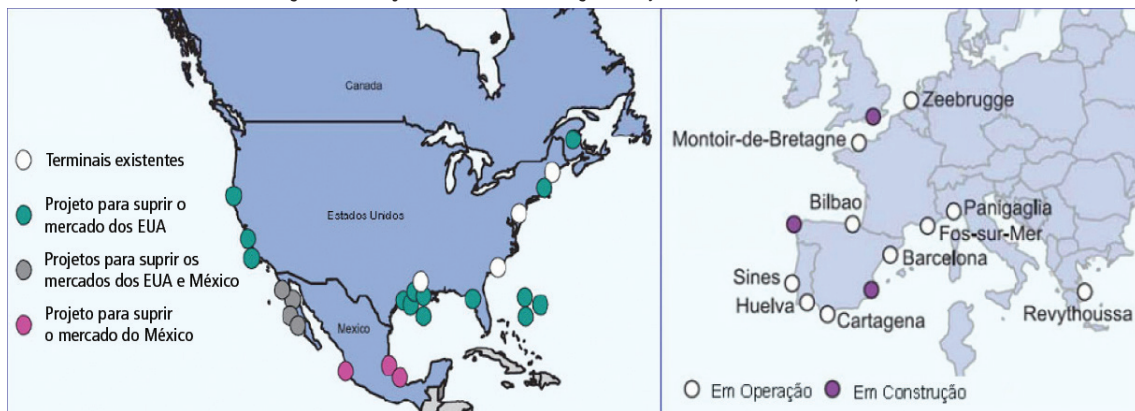 Canada
Estados Unidos
Mexico
Terminais existentes
Projeto para suprir o
mercado dos EUA
Projetos para suprir os
mercados dos EUA e México
Projeto para suprir
o mercado do México
Zeebrugge
Montoir-de-Bretagne
Bilbao
Panigaglia
Fos-sur-Mer
Barcelona
Sines
Huelva
Cartagena
Revythoussa
Em Operação
Em Construção